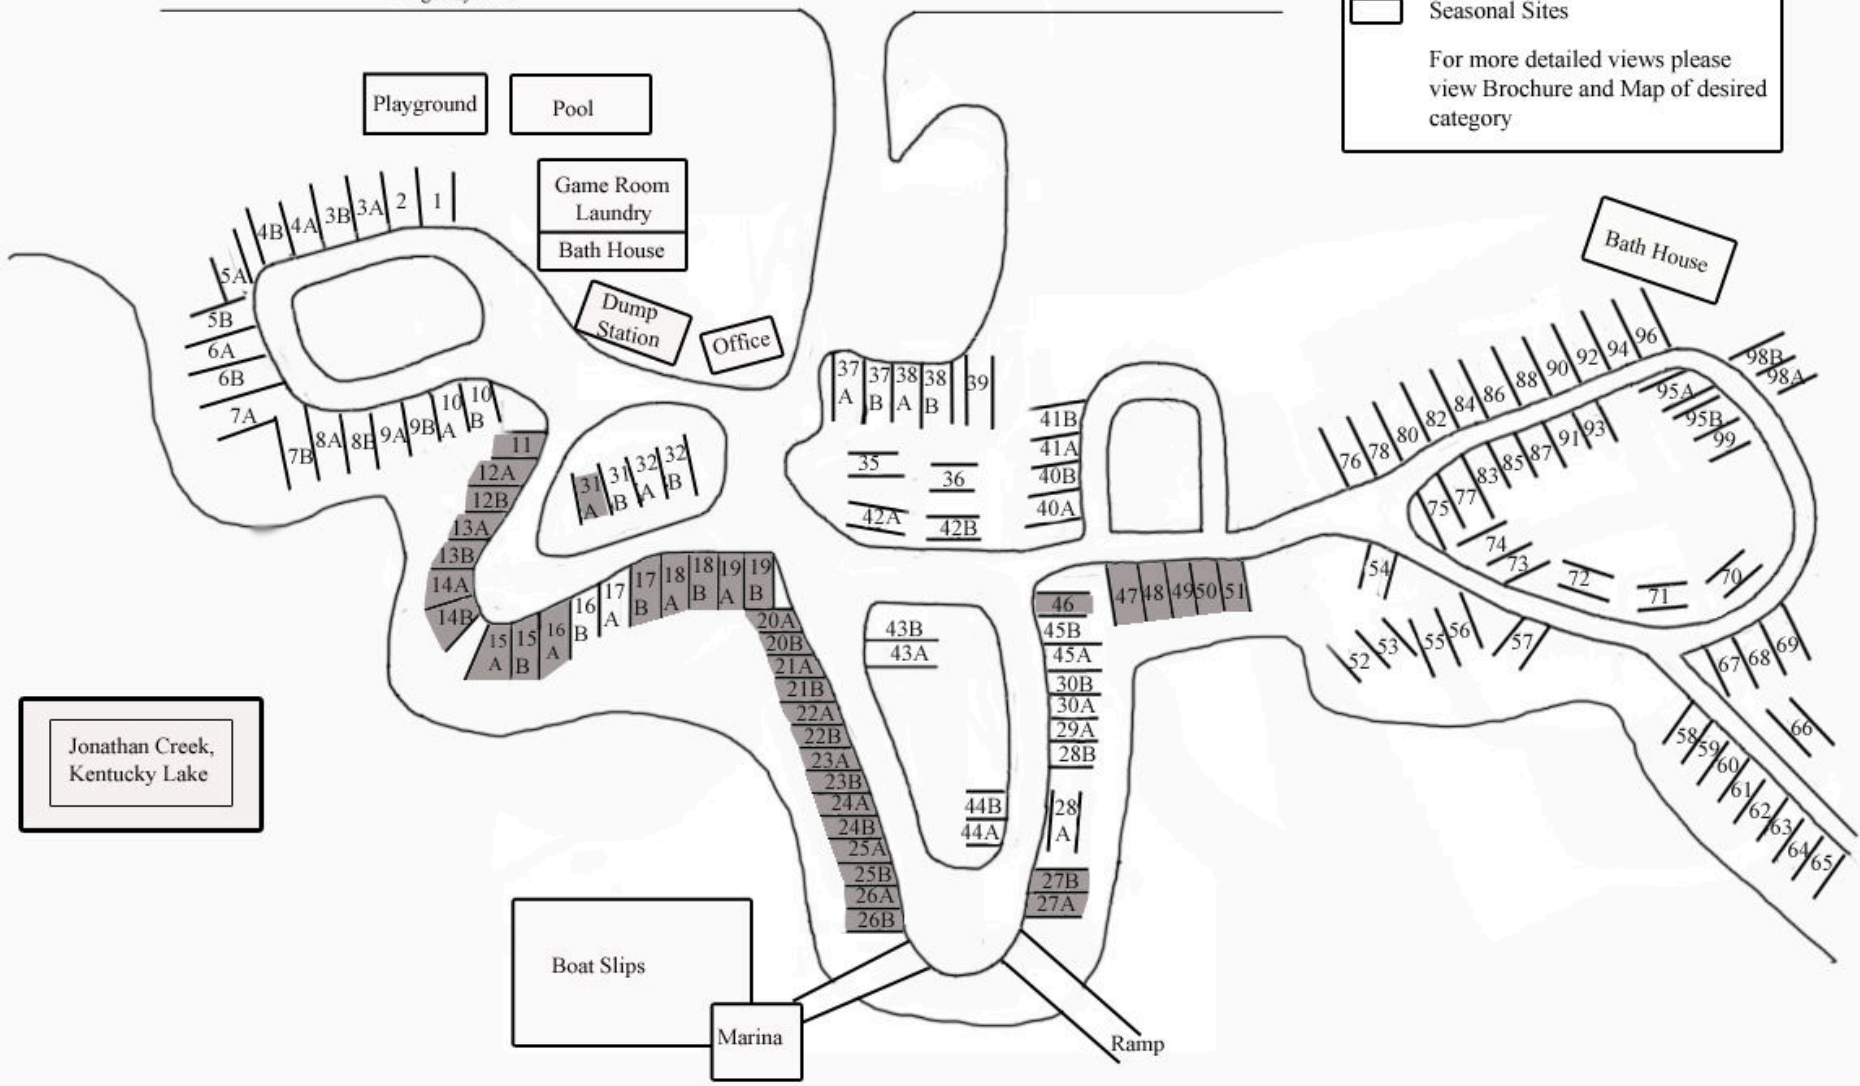 Seasonal Sites
For more detailed views please
view Brochure and Map of desired
category
Playground
Pool
Game Room
Laundry
Bath House
Dump
Station
Office
Bath House
4B
4A
3B
3A
2
1
5A
5B
6A
6B
7A
7B
8A
8B
9A
9B
10
A
10
B
11
12A
12B
13A
13B
14A
14B
15
A
15
B
16
A
16
B
17
A
17
B
18
A
18
B
19
A
19
B
31
A
31
B
32
A
32
B
37
A
37
B
38
A
38
B
39
35
36
42A
42B
41B
41A
40B
40A
76
78
80
82
84
86
88
90
92
94
96
98B
98A
95A
95B
99
75
77
83
85
87
91
93
74
73
72
71
70
54
52
53
55
56
57
67
68
69
66
58
59
60
61
62
63
64
65
47
48
49
50
51
46
45B
45A
30B
30A
29A
28B
28
A
27B
27A
43B
43A
44B
44A
20A
20B
21A
21B
22A
22B
23A
23B
24A
24B
25A
25B
26A
26B
Jonathan Creek,
Kentucky Lake
Boat Slips
Marina
Ramp